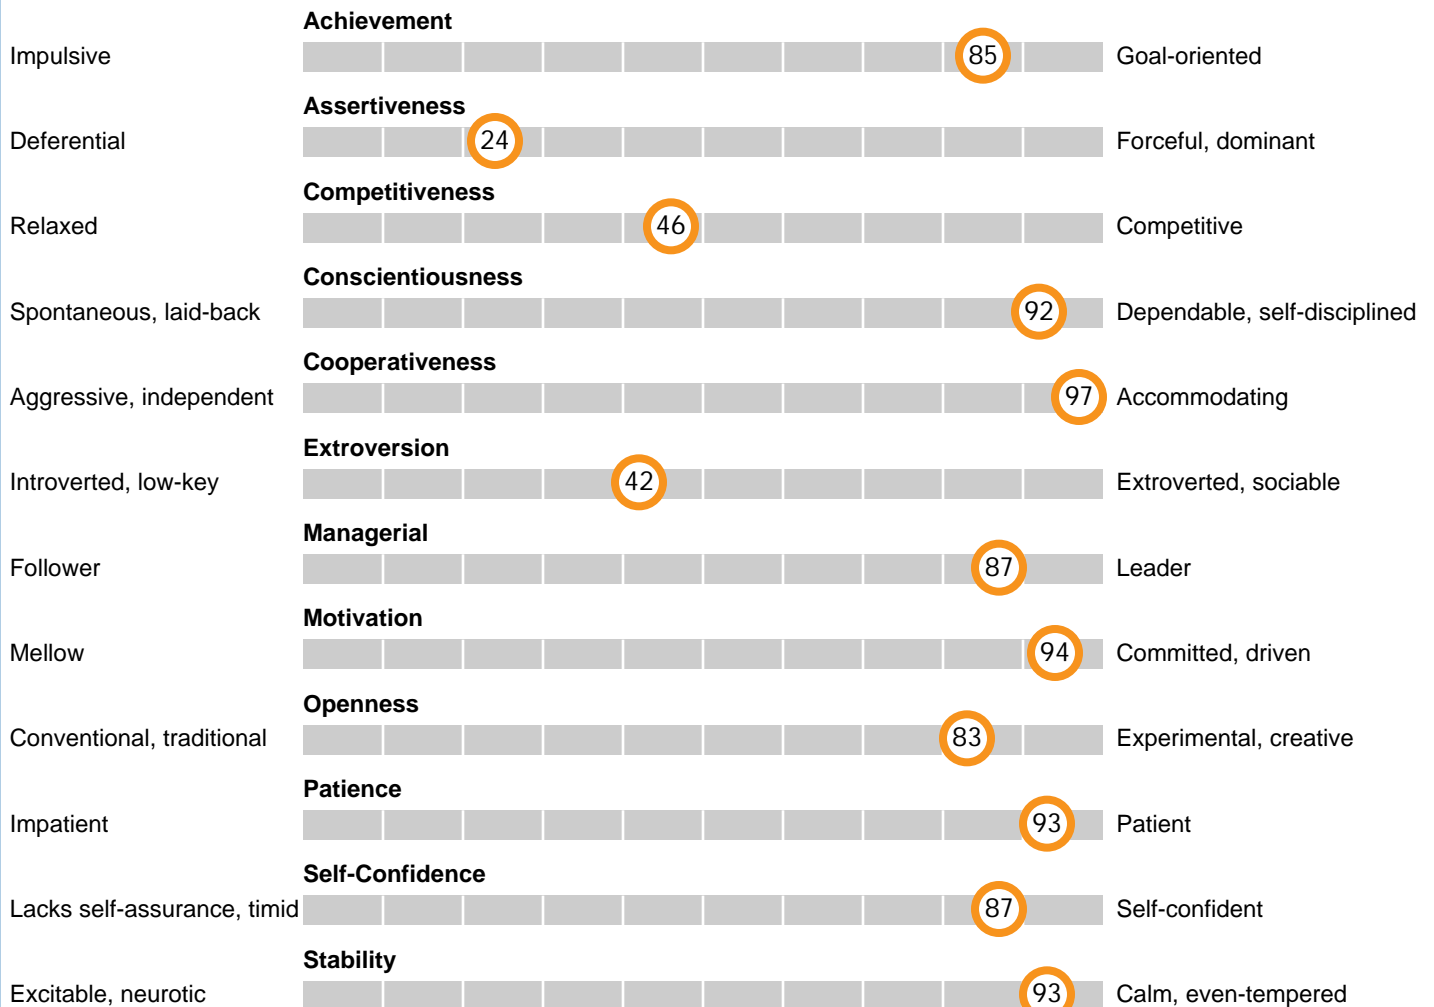 Achievement
Impulsive 85 Goal-oriented
Assertiveness
Deferential 24 Forceful, dominant
Competitiveness
Relaxed 46 Competitive
Conscientiousness
Spontaneous, laid-back 92 Dependable, self-disciplined
Cooperativeness
Aggressive, independent 97 Accommodating
Extroversion
Introverted, low-key 42 Extroverted, sociable
Managerial
Follower 87 Leader
Motivation
Mellow 94 Committed, driven
Openness
Conventional, traditional 83 Experimental, creative
Patience
Impatient 93 Patient
Self-Confidence
Lacks self-assurance, timid 87 Self-confident
Stability
Excitable, neurotic 93 Calm, even-tempered